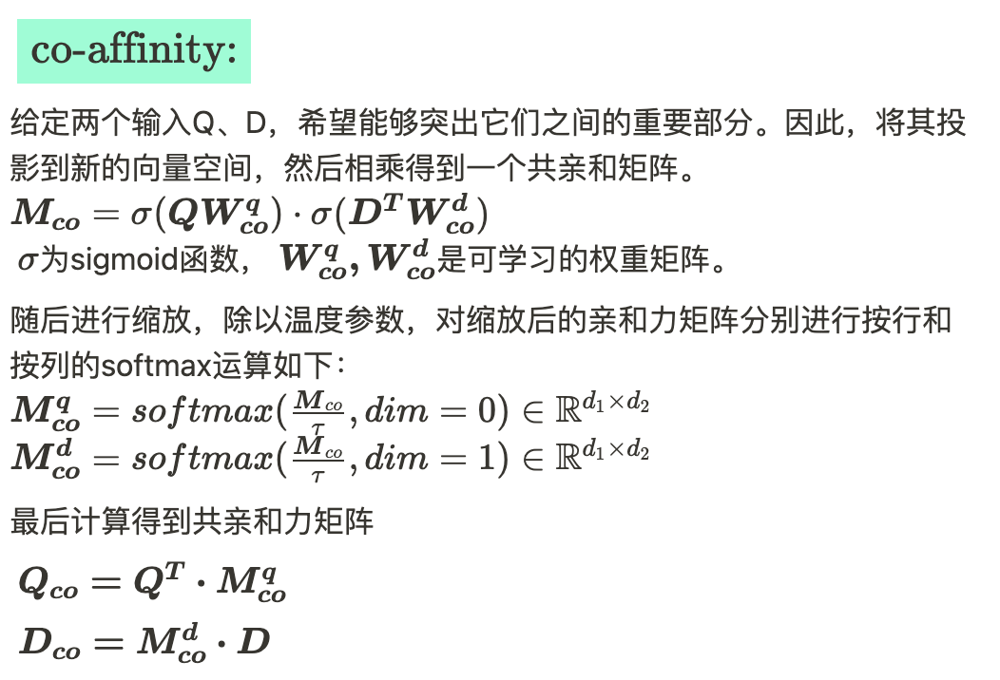 co-affinity:
给定两个输入Q、D，希望能够突出它们之间的重要部分。因此，将其投
影到新的向量空间，然后相乘得到一个共亲和矩阵。
$\boldsymbol{M_{co}} = \sigma(\boldsymbol{QW_{co}^{q}}) \cdot \sigma(\boldsymbol{D^{T}W_{co}^{d}})$
$\sigma$为sigmoid函数， $\boldsymbol{W_{co}^{q}, W_{co}^{d}}$是可学习的权重矩阵。
随后进行缩放，除以温度参数，对缩放后的亲和力矩阵分别进行按行和
按列的softmax运算如下：
$\boldsymbol{M_{co}^{q}} = softmax(\frac{\boldsymbol{M_{co}}}{\tau}, dim = 0) \in \mathbb{R}^{d_1 \times d_2}$
$\boldsymbol{M_{co}^{d}} = softmax(\frac{\boldsymbol{M_{co}}}{\tau}, dim = 1) \in \mathbb{R}^{d_1 \times d_2}$
最后计算得到共亲和力矩阵
$\boldsymbol{Q_{co} = Q^{T} \cdot M_{co}^{q}}$
$\boldsymbol{D_{co} = M_{co}^{d} \cdot D}$